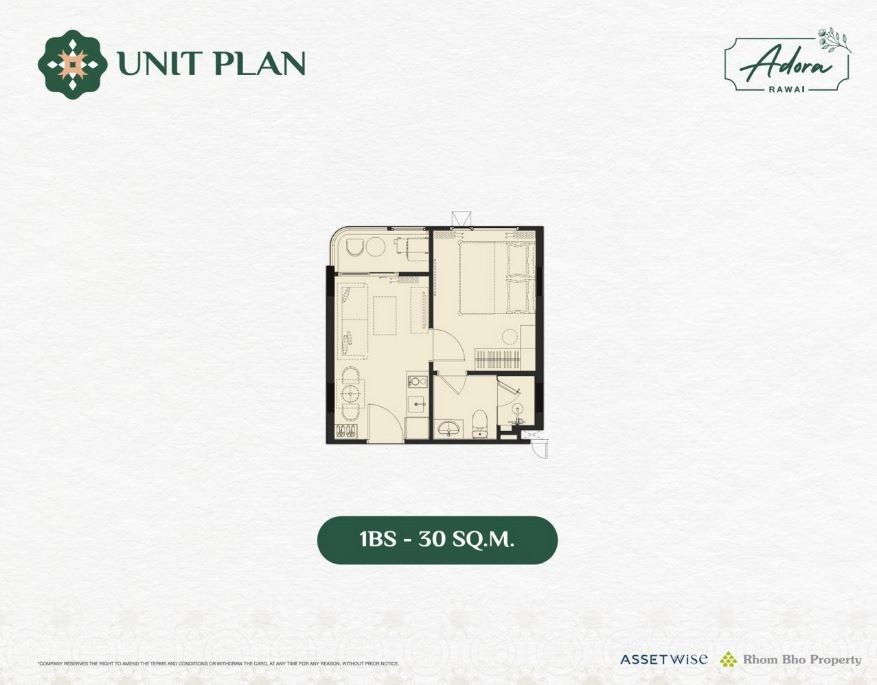 UNIT PLAN
Adora
RAWAI
1BS - 30 SQ.M.
*COMPANY RESERVES THE RIGHT TO AMEND THE TERMS AND CONDITIONS OR WITHDRAW THE CARD, AT ANY TIME FOR ANY REASON, WITHOUT PRIOR NOTICE.
ASSETWISE
Rhom Bho Property